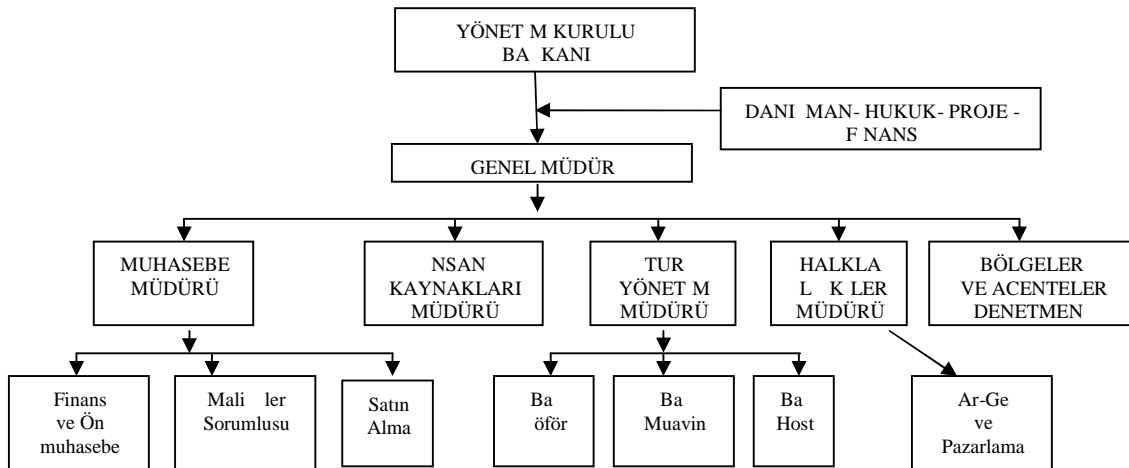 YÖNET M KURULU
BA KANI
DANI MAN- HUKUK- PROJE -
F NANS
GENEL MÜDÜR
MUHASEBE
MÜDÜRÜ
NSAN
KAYNAKLARI
MÜDÜRÜ
TUR
YÖNET M
MÜDÜRÜ
HALKLA
L K LER
MÜDÜRÜ
BÖLGELER
VE ACENTELER
DENETMEN
Finans
ve Ön
muhasebe
Mali ler
Sorumlusu
Satın
Alma
Ba
öför
Ba
Muavin
Ba
Host
Ar-Ge
ve
Pazarlama